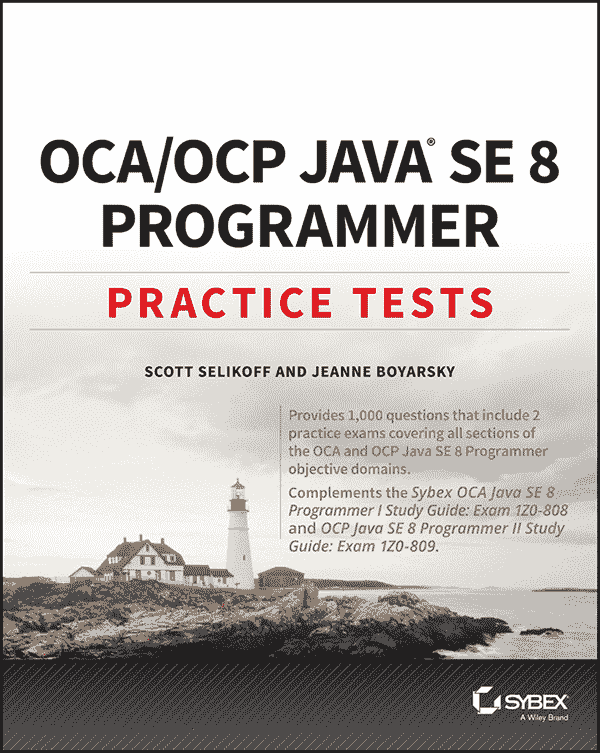 OCA/OCP JAVA® SE 8
PROGRAMMER
PRACTICE TESTS
SCOTT SELIKOFF AND JEANNE BOYARSKY
Provides 1,000 questions that include 2
practice exams covering all sections of
the OCA and OCP Java SE 8 Programmer
objective domains.
Complements the Sybex OCA Java SE 8
Programmer I Study Guide: Exam 1Z0-808
and OCP Java SE 8 Programmer II Study
Guide: Exam 1Z0-809.
SYBEX®
A Wiley Brand